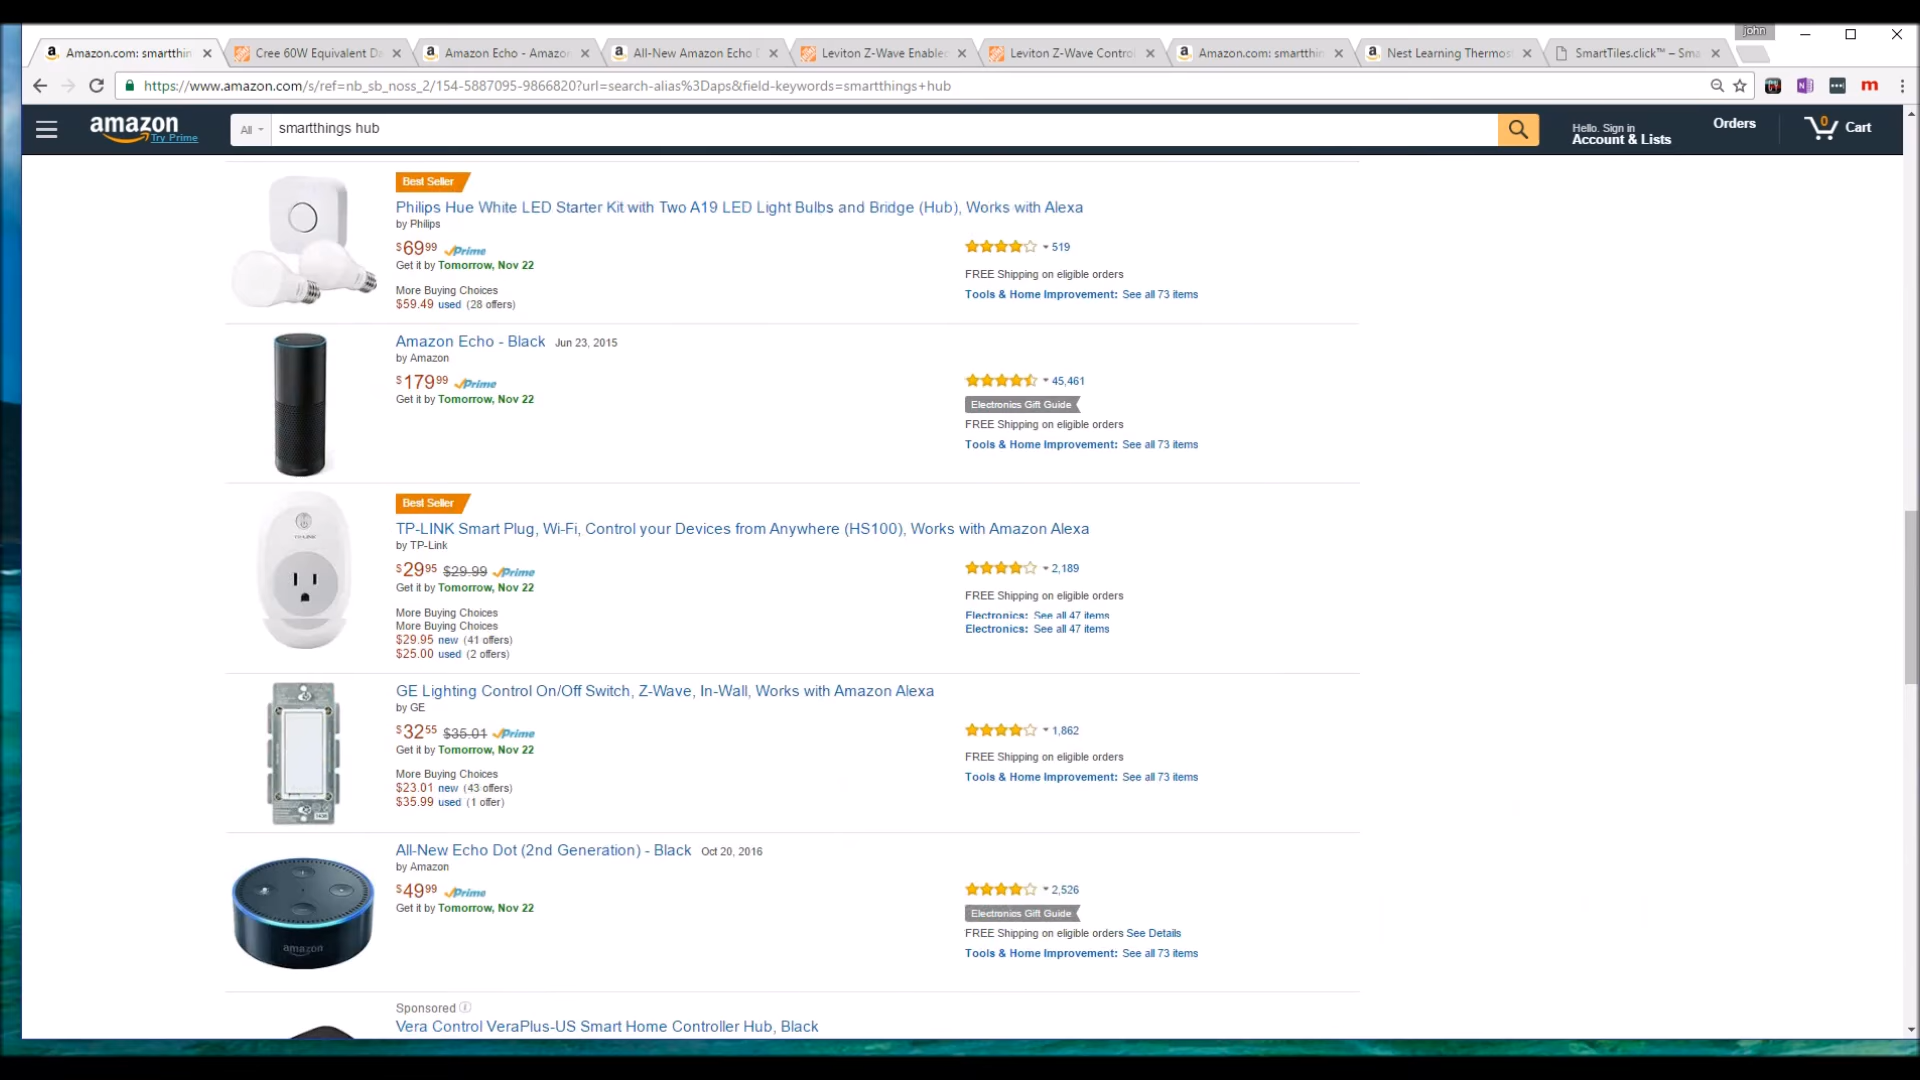 john
Amazon.com: smartthin
Cree 60W Equivalent Da
Amazon Echo - Amazon
All-New Amazon Echo D
Leviton Z-Wave Enabled
Leviton Z-Wave Control
Amazon.com: smartthin
Nest Learning Thermos
SmartTiles.click™ – Sma
https://www.amazon.com/s/ref=nb_sb_noss_2/154-5887095-9866820?url=search-alias%3Daps&field-keywords=smartthings+hub
amazon
Try Prime
All
smartthings hub
Hello. Sign in
Account & Lists
Orders
0
Cart
Best Seller
Philips Hue White LED Starter Kit with Two A19 LED Light Bulbs and Bridge (Hub), Works with Alexa
by Philips
$69.99 Prime
519
Get it by Tomorrow, Nov 22
FREE Shipping on eligible orders
More Buying Choices
Tools & Home Improvement: See all 73 items
$59.49 used (28 offers)
Amazon Echo - Black Jun 23, 2015
by Amazon
$179.99 Prime
45,461
Get it by Tomorrow, Nov 22
Electronics Gift Guide
FREE Shipping on eligible orders
Tools & Home Improvement: See all 73 items
Best Seller
TP-LINK Smart Plug, Wi-Fi, Control your Devices from Anywhere (HS100), Works with Amazon Alexa
by TP-Link
$29.95 $29.99 Prime
2,189
Get it by Tomorrow, Nov 22
FREE Shipping on eligible orders
More Buying Choices
Electronics: See all 47 items
More Buying Choices
Electronics: See all 47 items
$29.95 new (41 offers)
$25.00 used (2 offers)
GE Lighting Control On/Off Switch, Z-Wave, In-Wall, Works with Amazon Alexa
by GE
$32.55 $35.01 Prime
1,862
Get it by Tomorrow, Nov 22
FREE Shipping on eligible orders
More Buying Choices
Tools & Home Improvement: See all 73 items
$23.01 new (43 offers)
$35.99 used (1 offer)
All-New Echo Dot (2nd Generation) - Black Oct 20, 2016
by Amazon
$49.99 Prime
2,526
Get it by Tomorrow, Nov 22
Electronics Gift Guide
FREE Shipping on eligible orders See Details
amazon
Tools & Home Improvement: See all 73 items
Sponsored
Vera Control VeraPlus-US Smart Home Controller Hub, Black